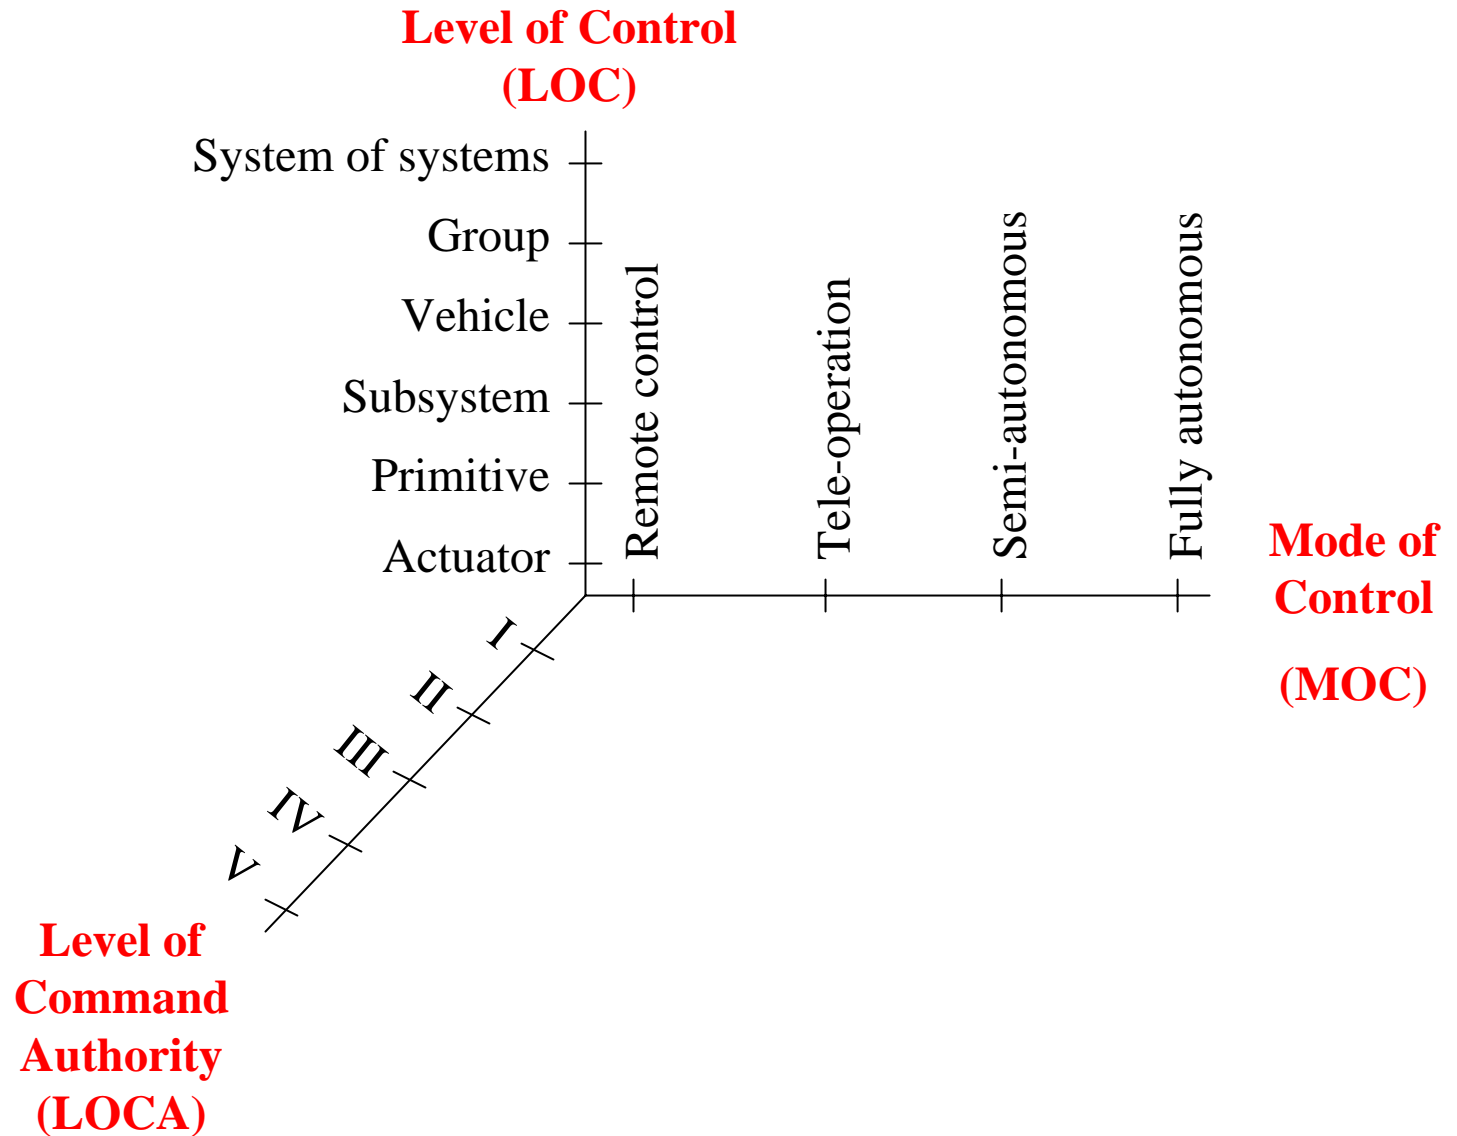 Level of Control
(LOC)
System of systems
Group
Vehicle
Subsystem
Primitive
Actuator
Remote control
Tele-operation
Semi-autonomous
Fully autonomous
Mode of
Control
(MOC)
I
II
III
IV
V
Level of
Command
Authority
(LOCA)